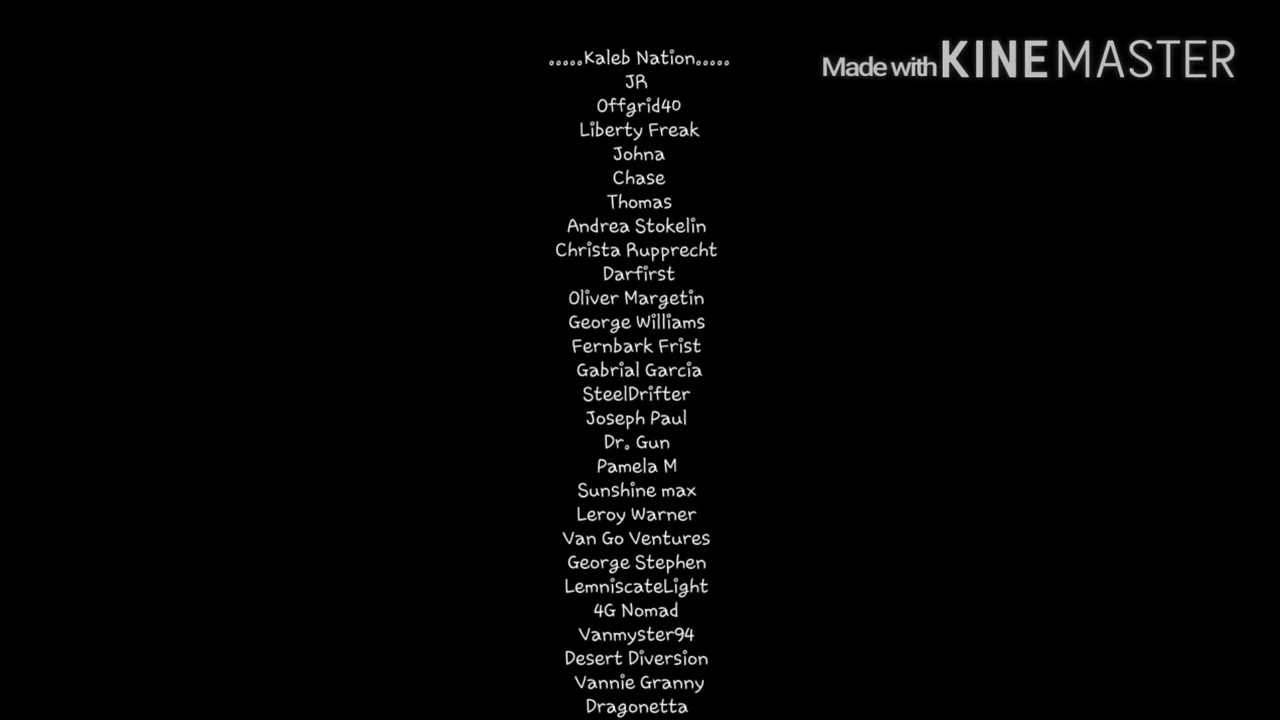 Made with KINEMASTER
.....Kaleb Nation.....
JR
Offgrid40
Liberty Freak
Johna
Chase
Thomas
Andrea Stokelin
Christa Rupprecht
Darfirst
Oliver Margetin
George Williams
Fernbark Frist
Gabrial Garcia
SteelDrifter
Joseph Paul
Dr. Gun
Pamela M
Sunshine max
Leroy Warner
Van Go Ventures
George Stephen
LemniscateLight
4G Nomad
Vanmyster94
Desert Diversion
Vannie Granny
Dragonetta